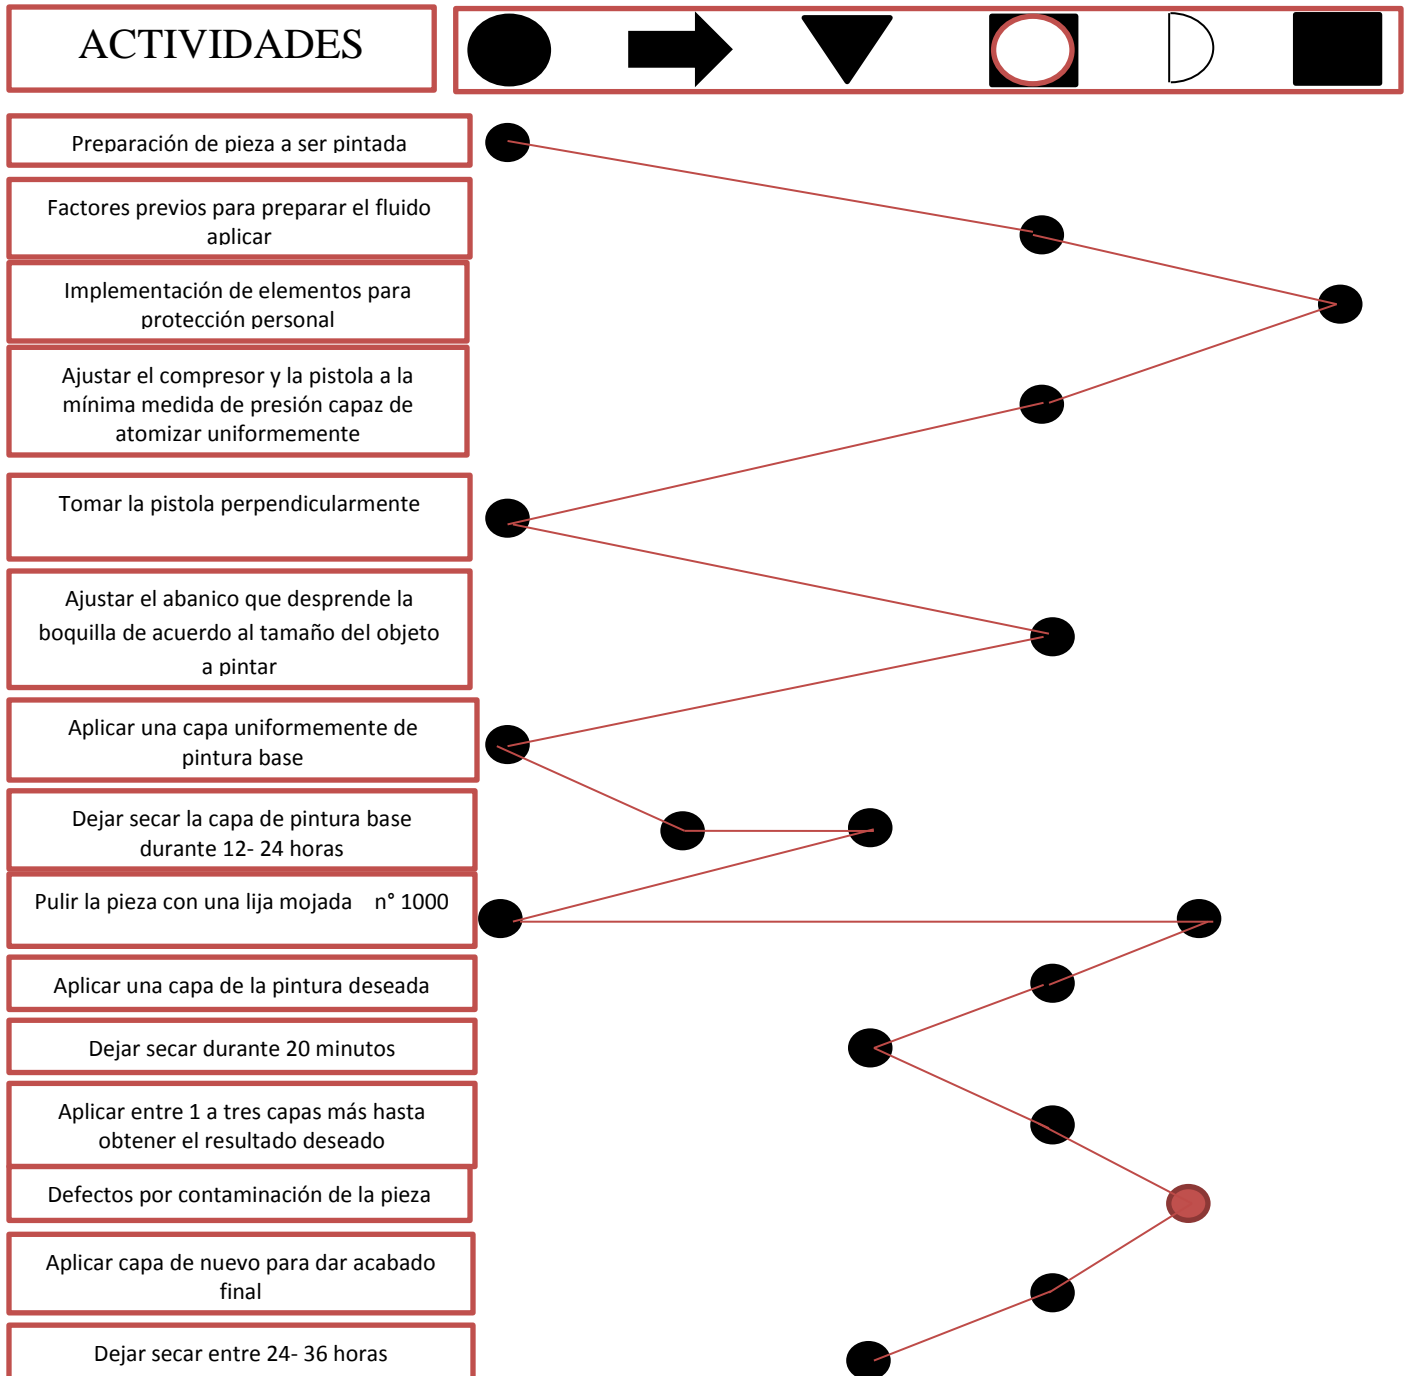 ACTIVIDADES
Preparación de pieza a ser pintada
Factores previos para preparar el fluido
aplicar
Implementación de elementos para
protección personal
Ajustar el compresor y la pistola a la
mínima medida de presión capaz de
atomizar uniformemente
Tomar la pistola perpendicularmente
Ajustar el abanico que desprende la
boquilla de acuerdo al tamaño del objeto
a pintar
Aplicar una capa uniformemente de
pintura base
Dejar secar la capa de pintura base
durante 12- 24 horas
Pulir la pieza con una lija mojada n° 1000
Aplicar una capa de la pintura deseada
Dejar secar durante 20 minutos
Aplicar entre 1 a tres capas más hasta
obtener el resultado deseado
Defectos por contaminación de la pieza
Aplicar capa de nuevo para dar acabado
final
Dejar secar entre 24- 36 horas